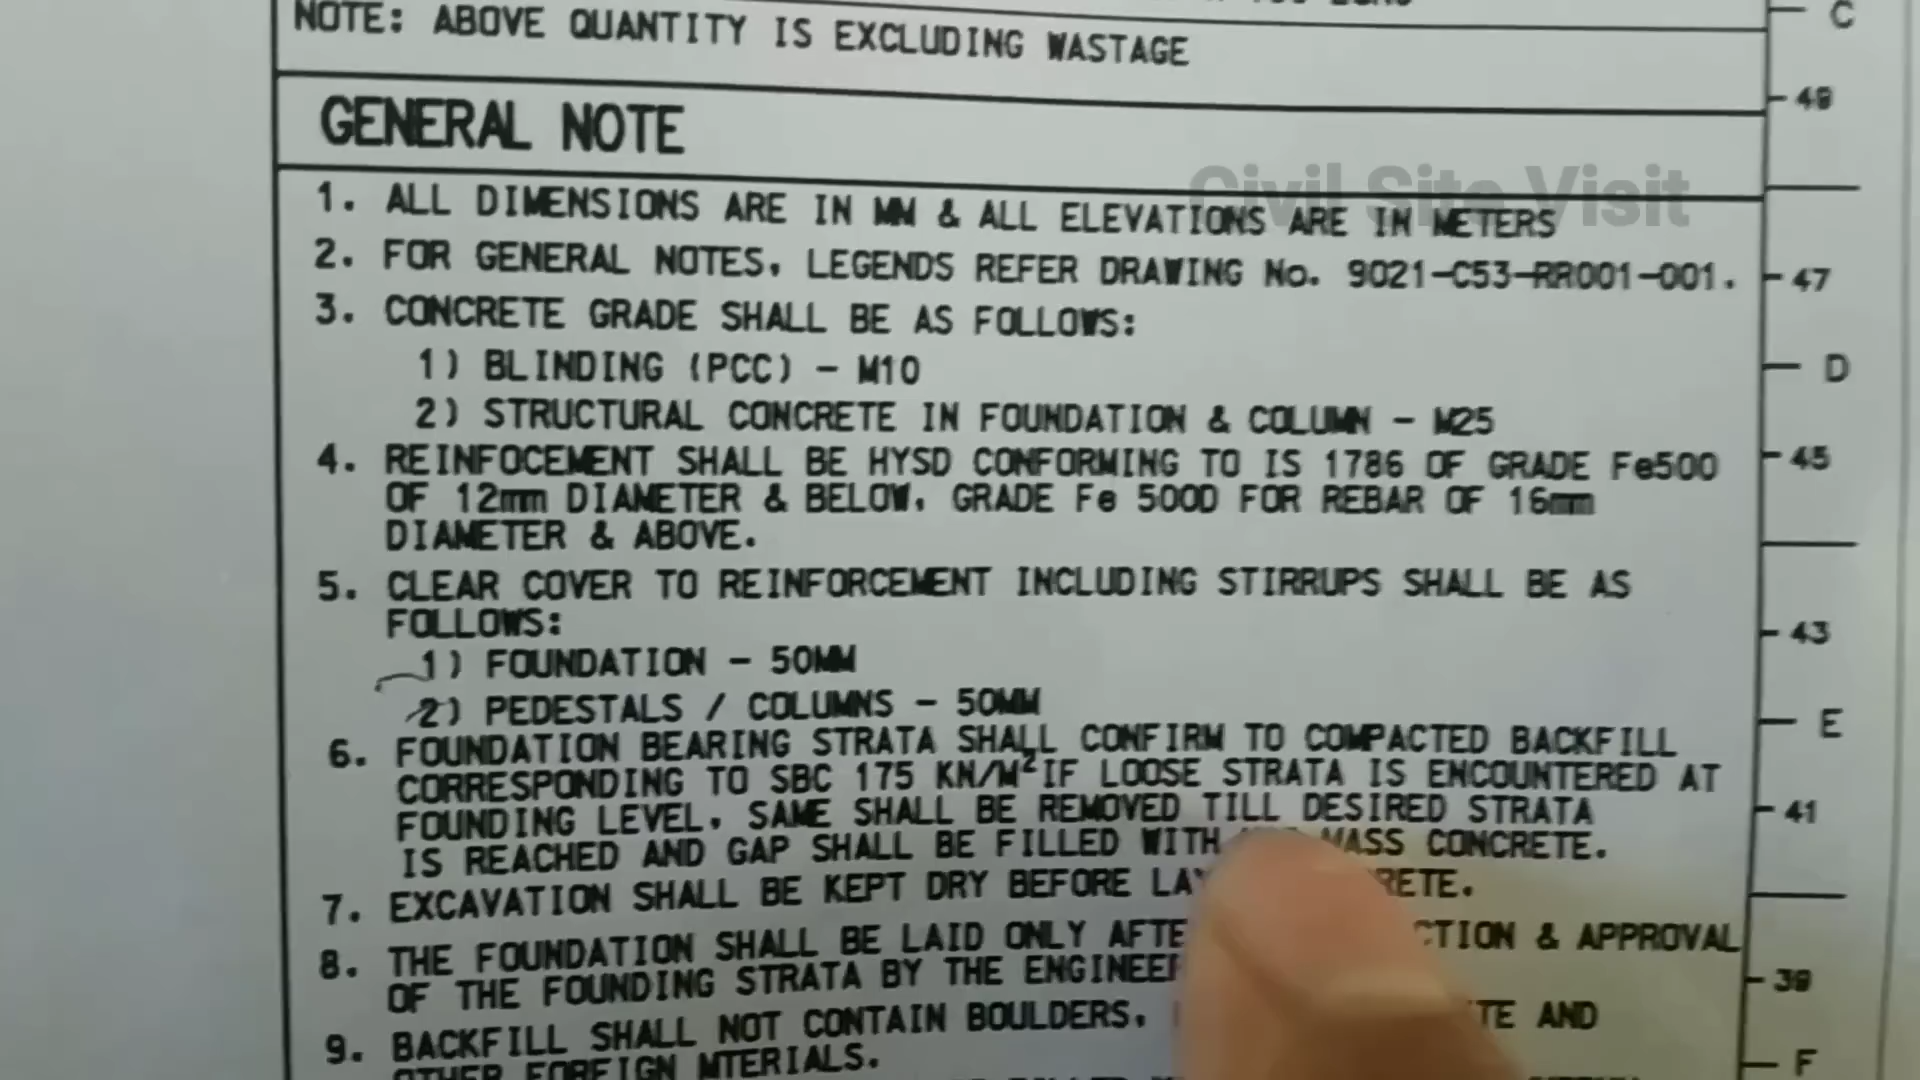 NOTE: ABOVE QUANTITY IS EXCLUDING WASTAGE
GENERAL NOTE
Civil Site Visit
1. ALL DIMENSIONS ARE IN MM & ALL ELEVATIONS ARE IN METERS
2. FOR GENERAL NOTES, LEGENDS REFER DRAWING No. 9021-C53-RR001-001.
3. CONCRETE GRADE SHALL BE AS FOLLOWS:
1) BLINDING (PCC) - M10
2) STRUCTURAL CONCRETE IN FOUNDATION & COLUMN - M25
4. REINFOCEMENT SHALL BE HYSD CONFORMING TO IS 1786 OF GRADE Fe500
OF 12mm DIAMETER & BELOW, GRADE Fe 500D FOR REBAR OF 16mm
DIAMETER & ABOVE.
5. CLEAR COVER TO REINFORCEMENT INCLUDING STIRRUPS SHALL BE AS
FOLLOWS:
1) FOUNDATION - 50MM
2) PEDESTALS / COLUMNS - 50MM
6. FOUNDATION BEARING STRATA SHALL CONFIRM TO COMPACTED BACKFILL
CORRESPONDING TO SBC 175 KN/M² IF LOOSE STRATA IS ENCOUNTERED AT
FOUNDING LEVEL, SAME SHALL BE REMOVED TILL DESIRED STRATA
IS REACHED AND GAP SHALL BE FILLED WITH MASS CONCRETE.
7. EXCAVATION SHALL BE KEPT DRY BEFORE
8. THE FOUNDATION SHALL BE LAID ONLY & APPROVAL
OF THE FOUNDING STRATA BY THE
9. BACKFILL SHALL NOT CONTAIN BOULDERS, AND
OTHER FOREIGN MTERIALS.
C
48
47
D
45
43
E
41
39
F